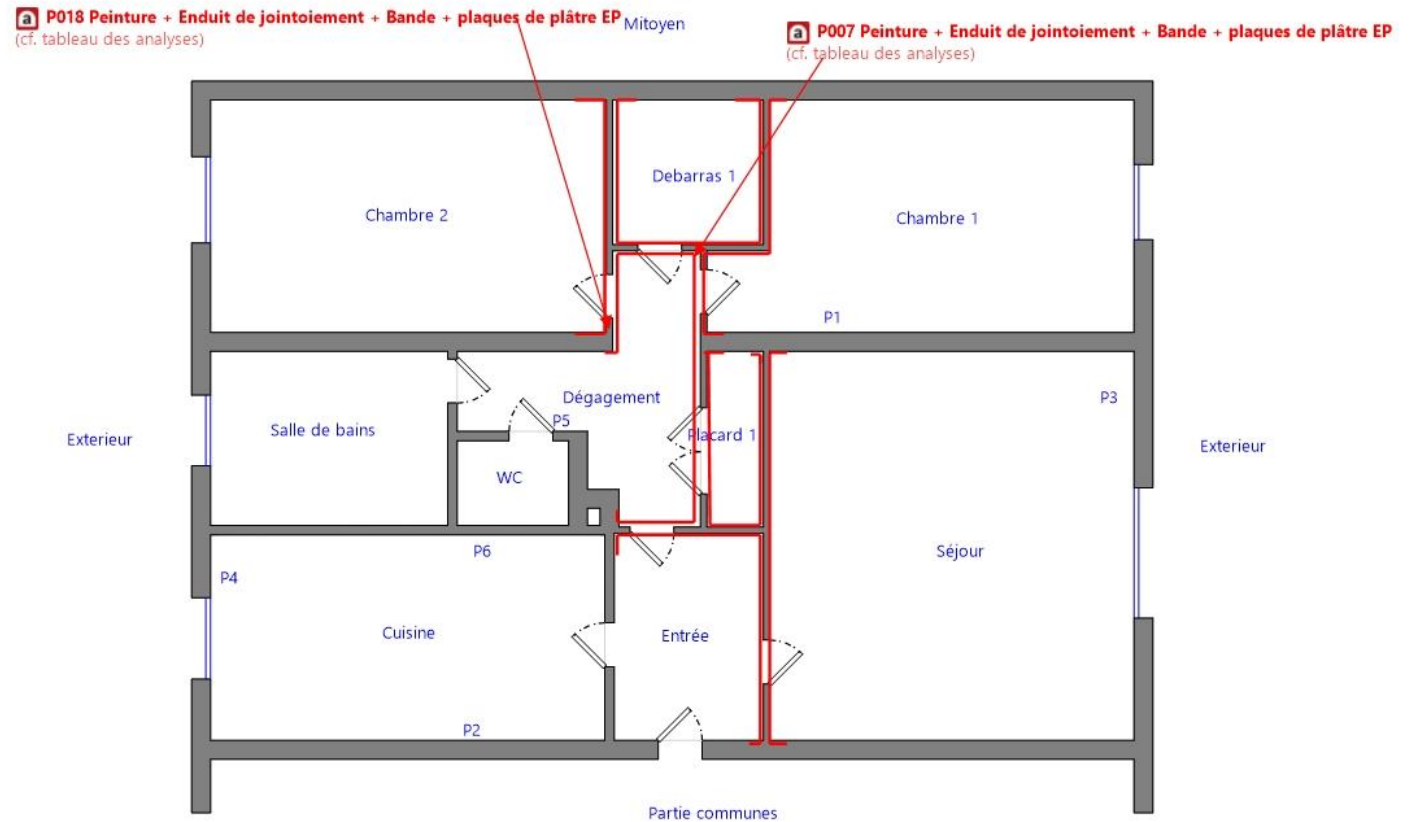 a P018 Peinture + Enduit de jointoiement + Bande + plaques de plâtre EP
(cf. tableau des analyses)
Mitoyen
a P007 Peinture + Enduit de jointoiement + Bande + plaques de plâtre EP
(cf. tableau des analyses)
Debarras 1
Chambre 2
Chambre 1
P1
Dégagement
P3
P5
Salle de bains
Placard 1
Exterieur
Exterieur
WC
P6
Séjour
P4
Cuisine
Entrée
P2
Partie communes